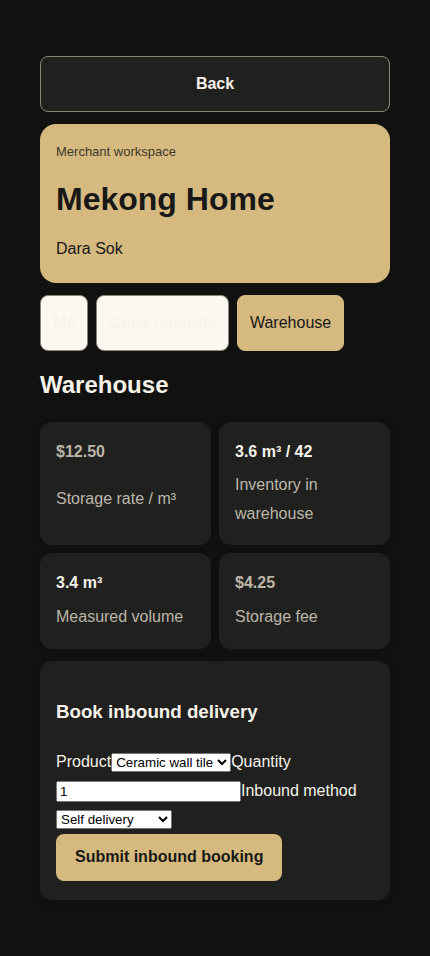 Back
Merchant workspace
Mekong Home
Dara Sok
Me Order requests Warehouse
Warehouse
$12.50
Storage rate / m³
3.6 m³ / 42
Inventory in
warehouse
3.4 m³
Measured volume
$4.25
Storage fee
Book inbound delivery
Product Ceramic wall tile Quantity
1 Inbound method
Self delivery
Submit inbound booking